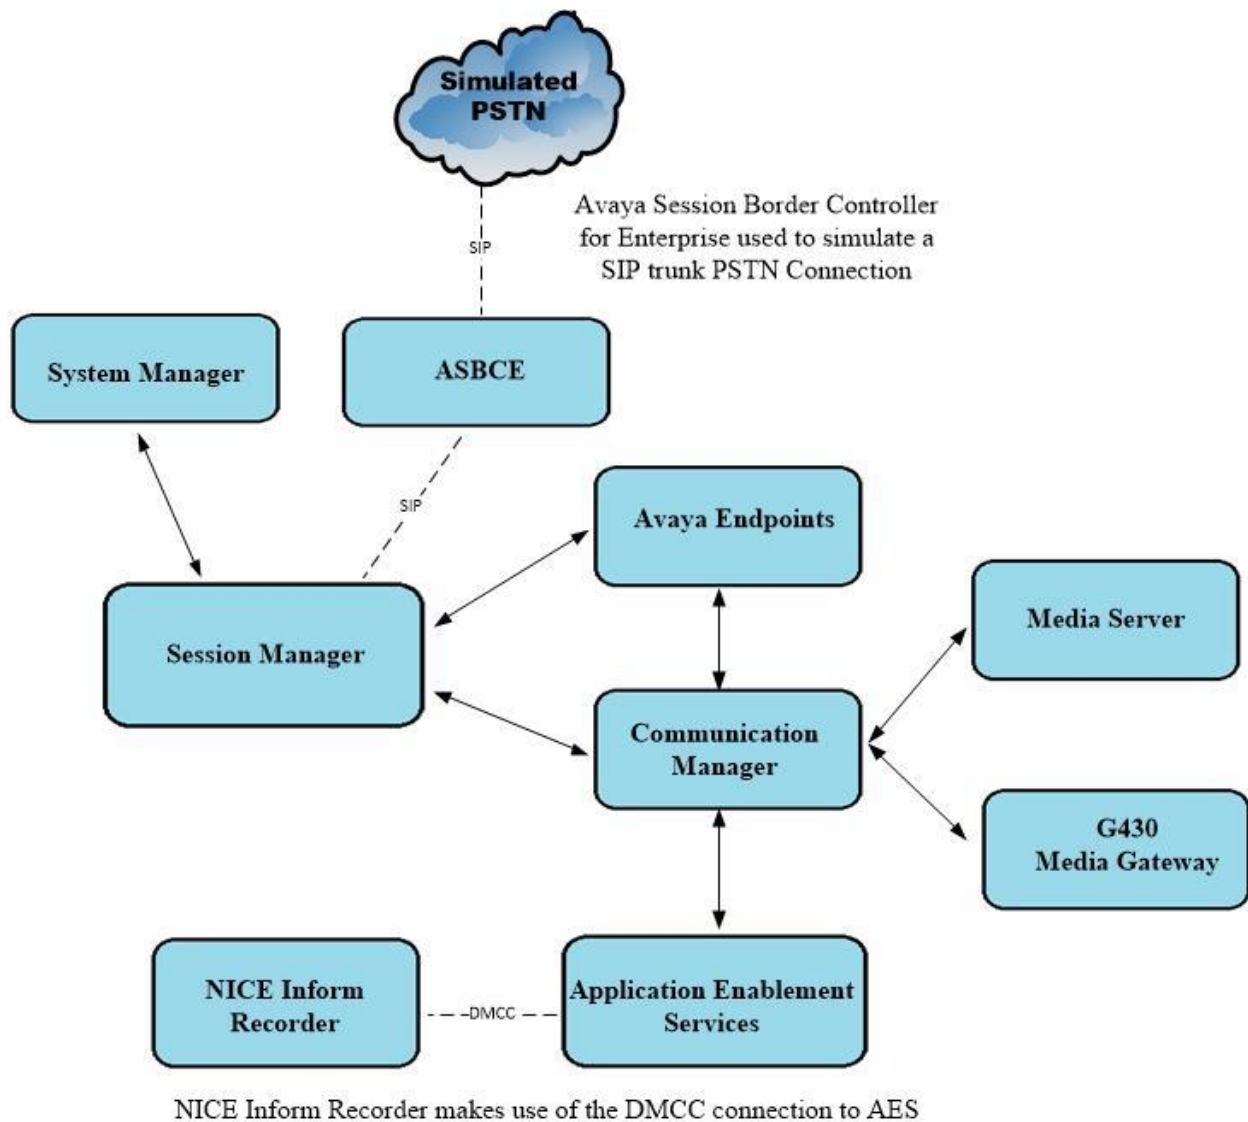 Simulated
PSTN
Avaya Session Border Controller
for Enterprise used to simulate a
SIP trunk PSTN Connection
SIP
System Manager
ASBCE
SIP
Avaya Endpoints
Session Manager
Media Server
Communication
Manager
G430
Media Gateway
NICE Inform
Recorder
DMCC
Application Enablement
Services
NICE Inform Recorder makes use of the DMCC connection to AES